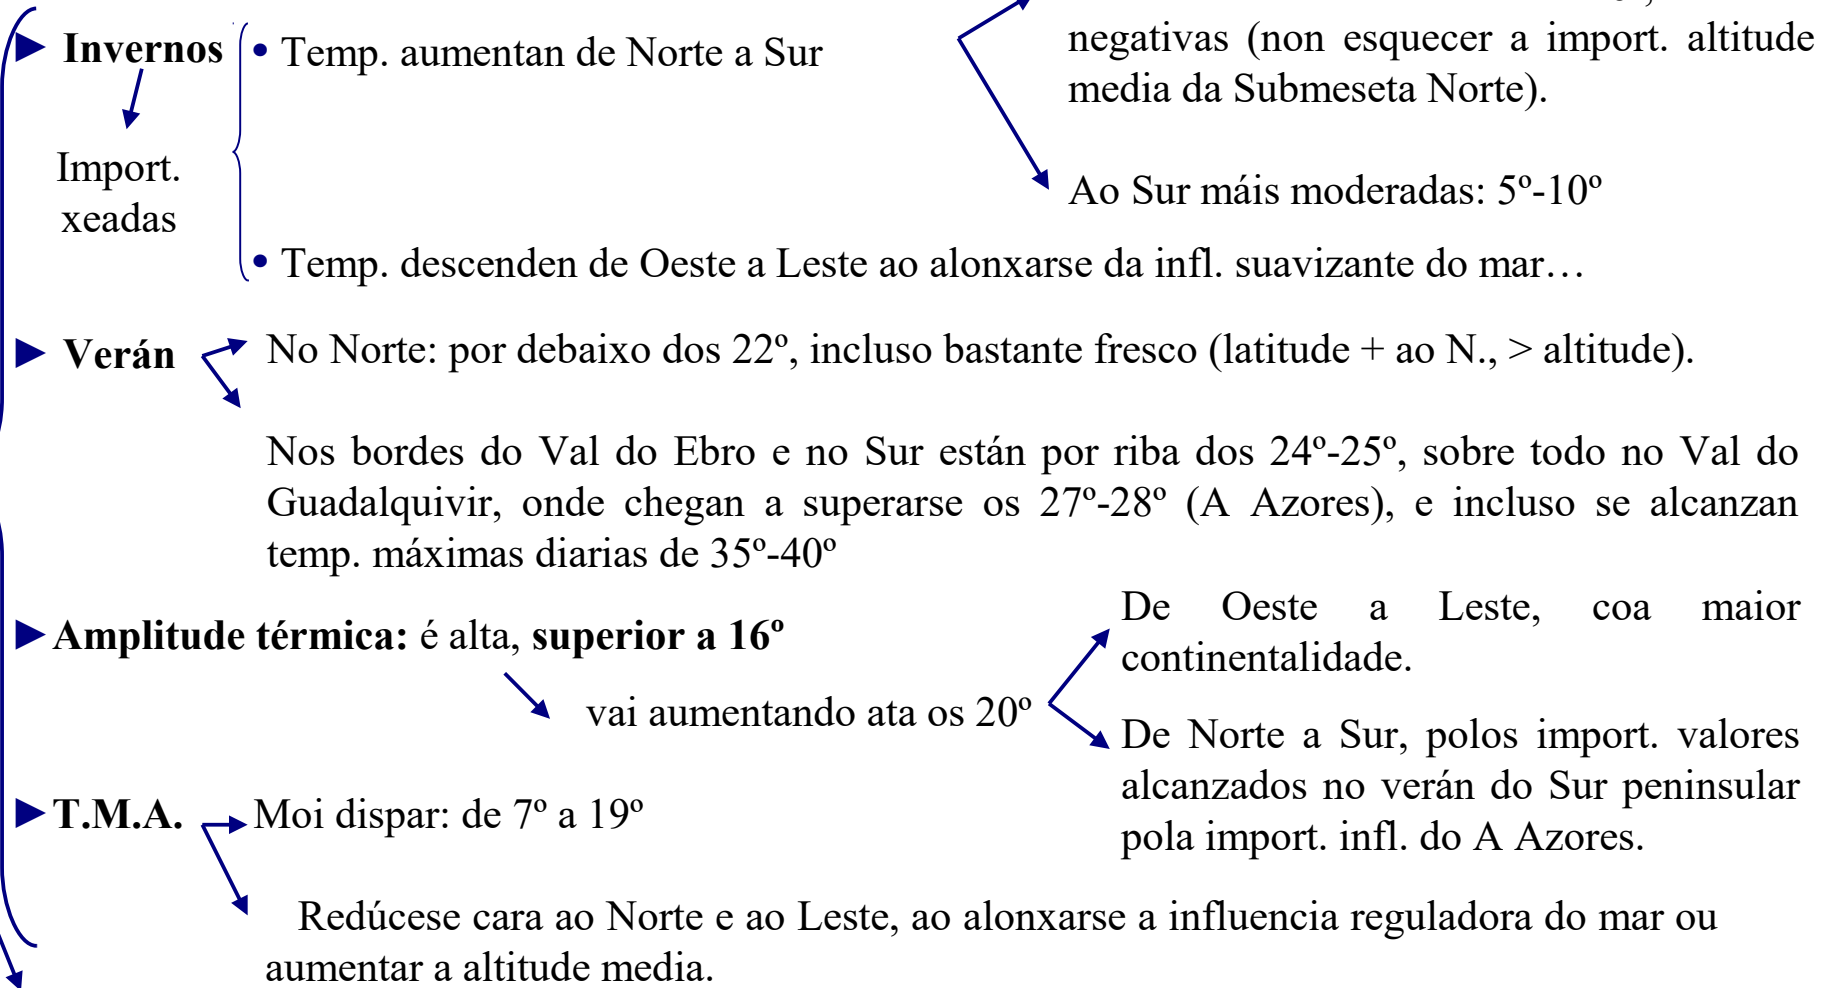 ► Invernos
Import.
xeadas
• Temp. aumentan de Norte a Sur
negativas (non esquecer a import. altitude
media da Submeseta Norte).
Ao Sur máis moderadas: 5º-10º
• Temp. descenden de Oeste a Leste ao alonxarse da infl. suavizante do mar…
► Verán
No Norte: por debaixo dos 22º, incluso bastante fresco (latitude + ao N., > altitude).
Nos bordes do Val do Ebro e no Sur están por riba dos 24º-25º, sobre todo no Val do
Guadalquivir, onde chegan a superarse os 27º-28º (A Azores), e incluso se alcanzan
temp. máximas diarias de 35º-40º
► Amplitude térmica: é alta, superior a 16º
vai aumentando ata os 20º
De Oeste a Leste, coa maior
continentalidade.
De Norte a Sur, polos import. valores
alcanzados no verán do Sur peninsular
pola import. infl. do A Azores.
► T.M.A.
Moi dispar: de 7º a 19º
Redúcese cara ao Norte e ao Leste, ao alonxarse a influencia reguladora do mar ou
aumentar a altitude media.